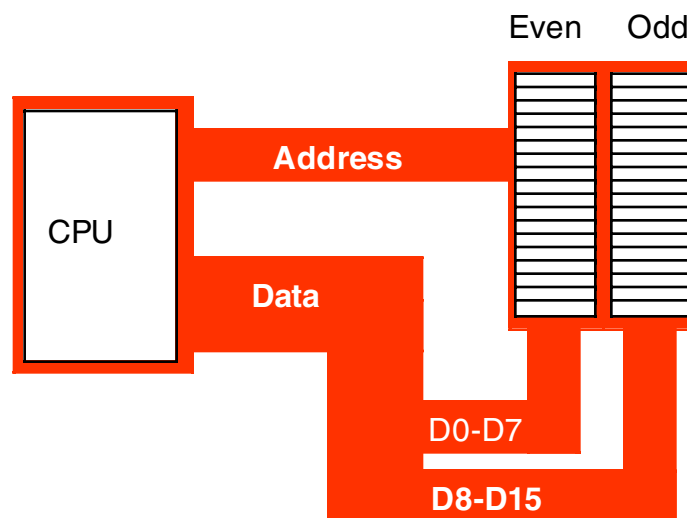 Even Odd
Address
CPU
Data
D0-D7
D8-D15